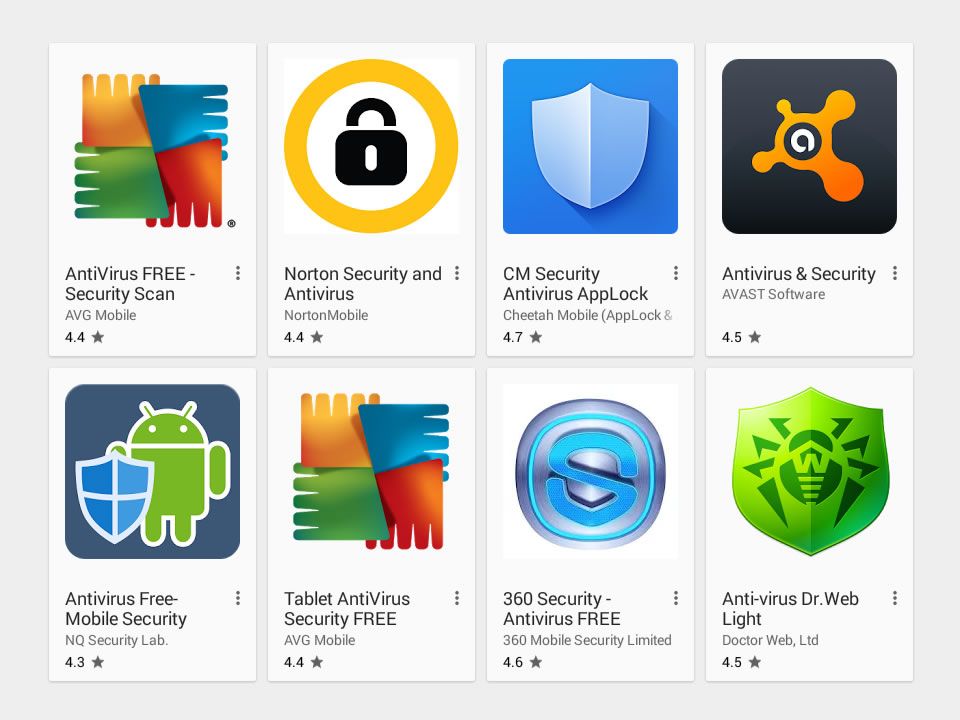 ®
AntiVirus FREE -
Security Scan
AVG Mobile
4.4
Norton Security and
Antivirus
NortonMobile
4.4
CM Security
Antivirus AppLock
Cheetah Mobile (AppLock &
4.7
a
Antivirus & Security
AVAST Software
4.5
Antivirus Free-
Mobile Security
NQ Security Lab.
4.3
Tablet AntiVirus
Security FREE
AVG Mobile
4.4
S
360 Security -
Antivirus FREE
360 Mobile Security Limited
4.6
W
Anti-virus Dr.Web
Light
Doctor Web, Ltd
4.5